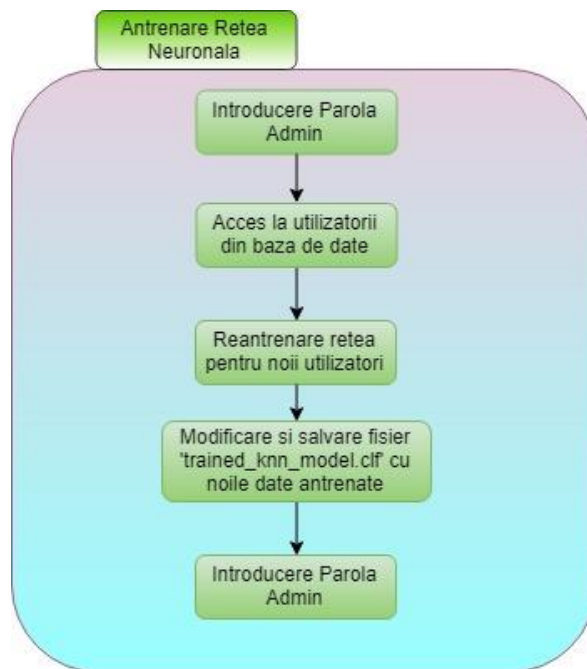 Antrenare Retea
Neuronala
Introducere Parola
Admin
Acces la utilizatorii
din baza de date
Reantrenare retea
pentru noii utilizatori
Modificare si salvare fisier
'trained_knn_model.clf' cu
noile date antrenate
Introducere Parola
Admin